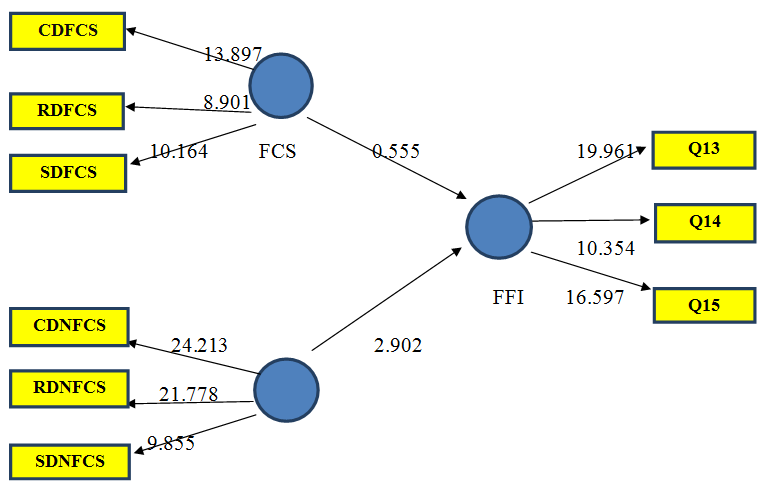 CDFCS
13.897
RDFCS
8.901
10.164
SDFCS
FCS
0.555
19.961
Q13
Q14
10.354
FFI
16.597
Q15
CDNFCS
24.213
2.902
RDNFCS
21.778
9.855
SDNFCS